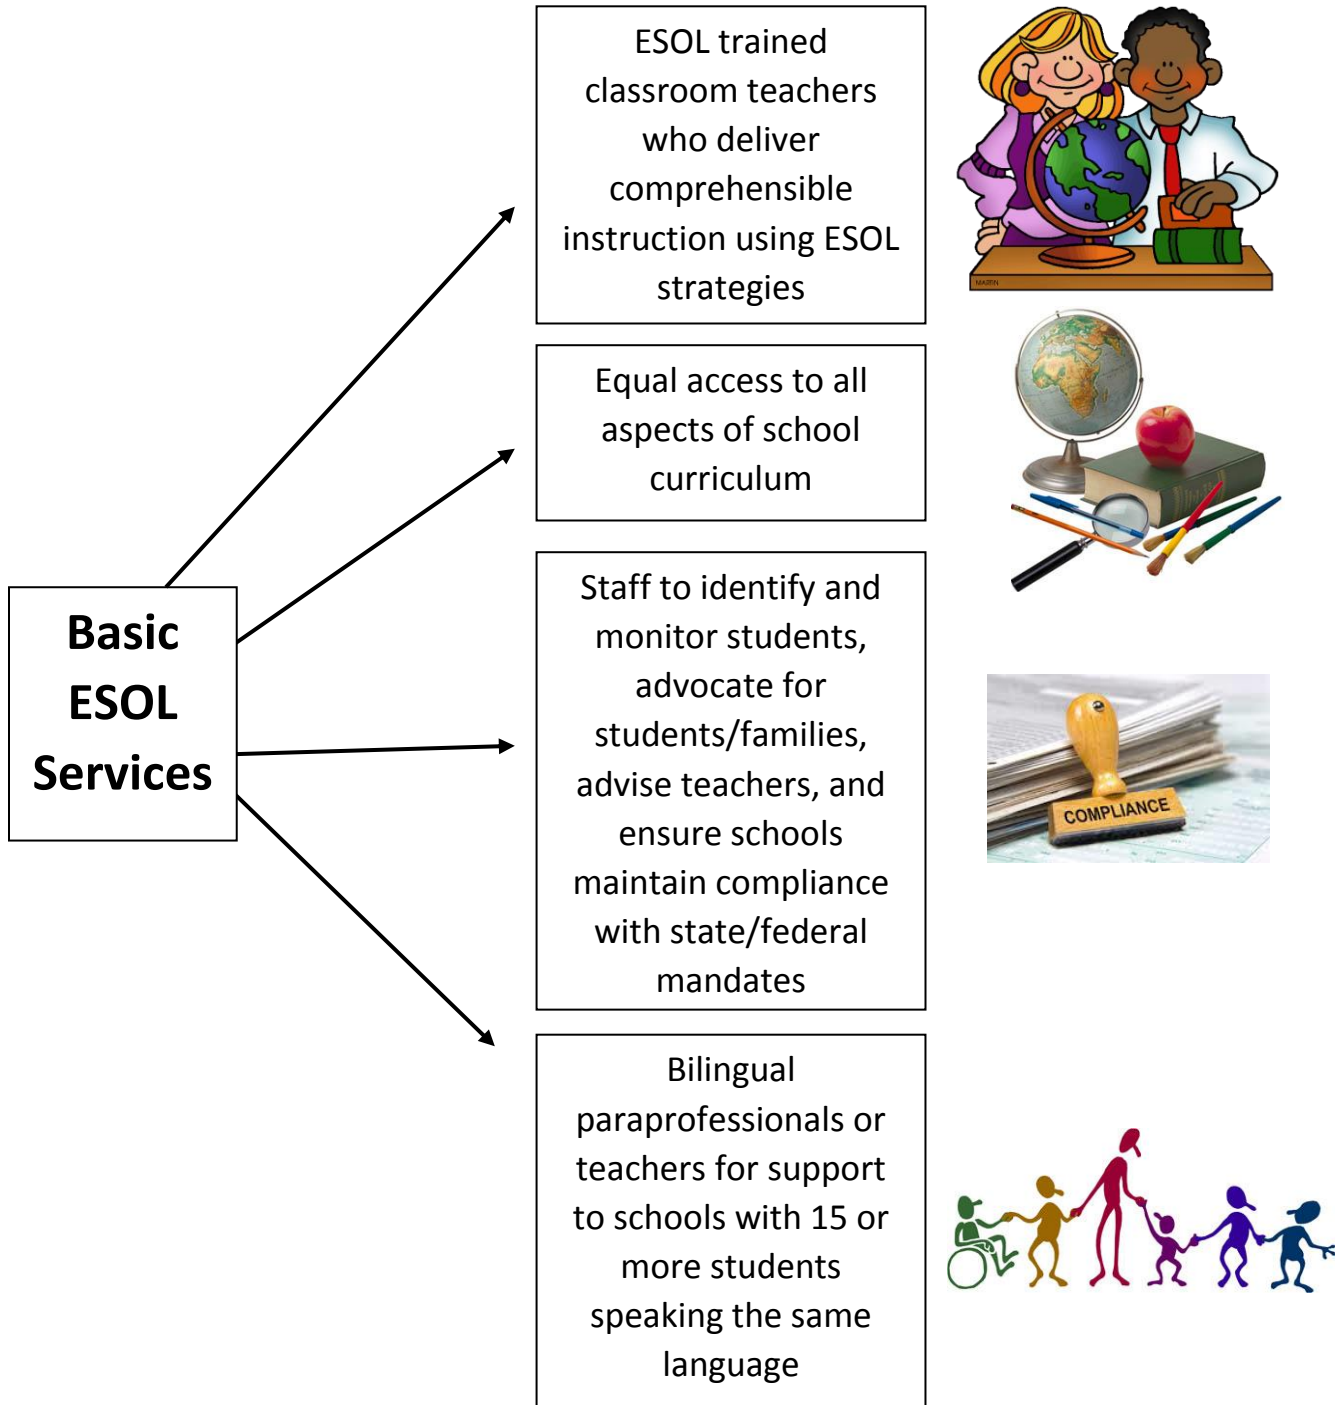 ESOL trained
classroom teachers
who deliver
comprehensible
instruction using ESOL
strategies
MARTIN
Equal access to all
aspects of school
curriculum
Basic
ESOL
Services
Staff to identify and
monitor students,
advocate for
students/families,
advise teachers, and
ensure schools
maintain compliance
with state/federal
mandates
COMPLIANCE
Bilingual
paraprofessionals or
teachers for support
to schools with 15 or
more students
speaking the same
language